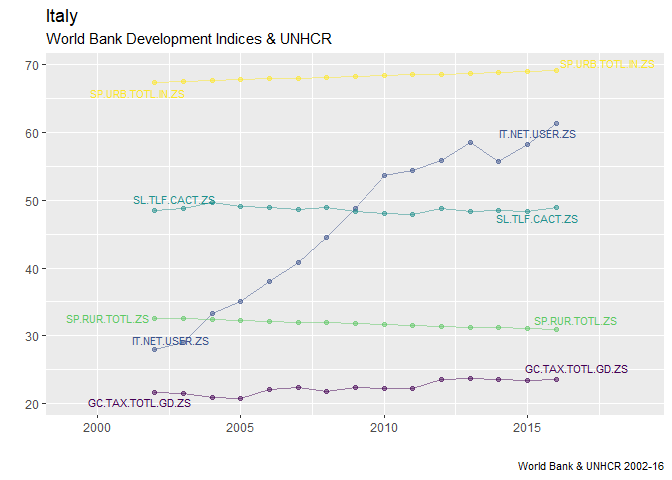 Italy
World Bank Development Indices & UNHCR
70
SP.URB.TOTL.IN.ZS
SP.URB.TOTL.IN.ZS
60
IT.NET.USER.ZS
50
SL.TLF.CACT.ZS
SL.TLF.CACT.ZS
40
SP.RUR.TOTL.ZS
SP.RUR.TOTL.ZS
30
IT.NET.USER.ZS
GC.TAX.TOTL.GD.ZS
20
GC.TAX.TOTL.GD.ZS
2000
2005
2010
2015
World Bank & UNHCR 2002-16